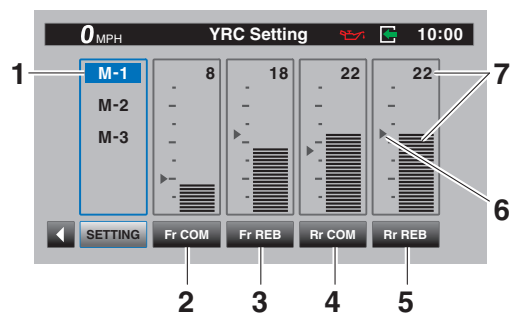 0 MPH YRC Setting 10:00
1 M-1 8 18 22 22 7
M-2
M-3
6
SETTING Fr COM Fr REB Rr COM Rr REB
2 3 4 5